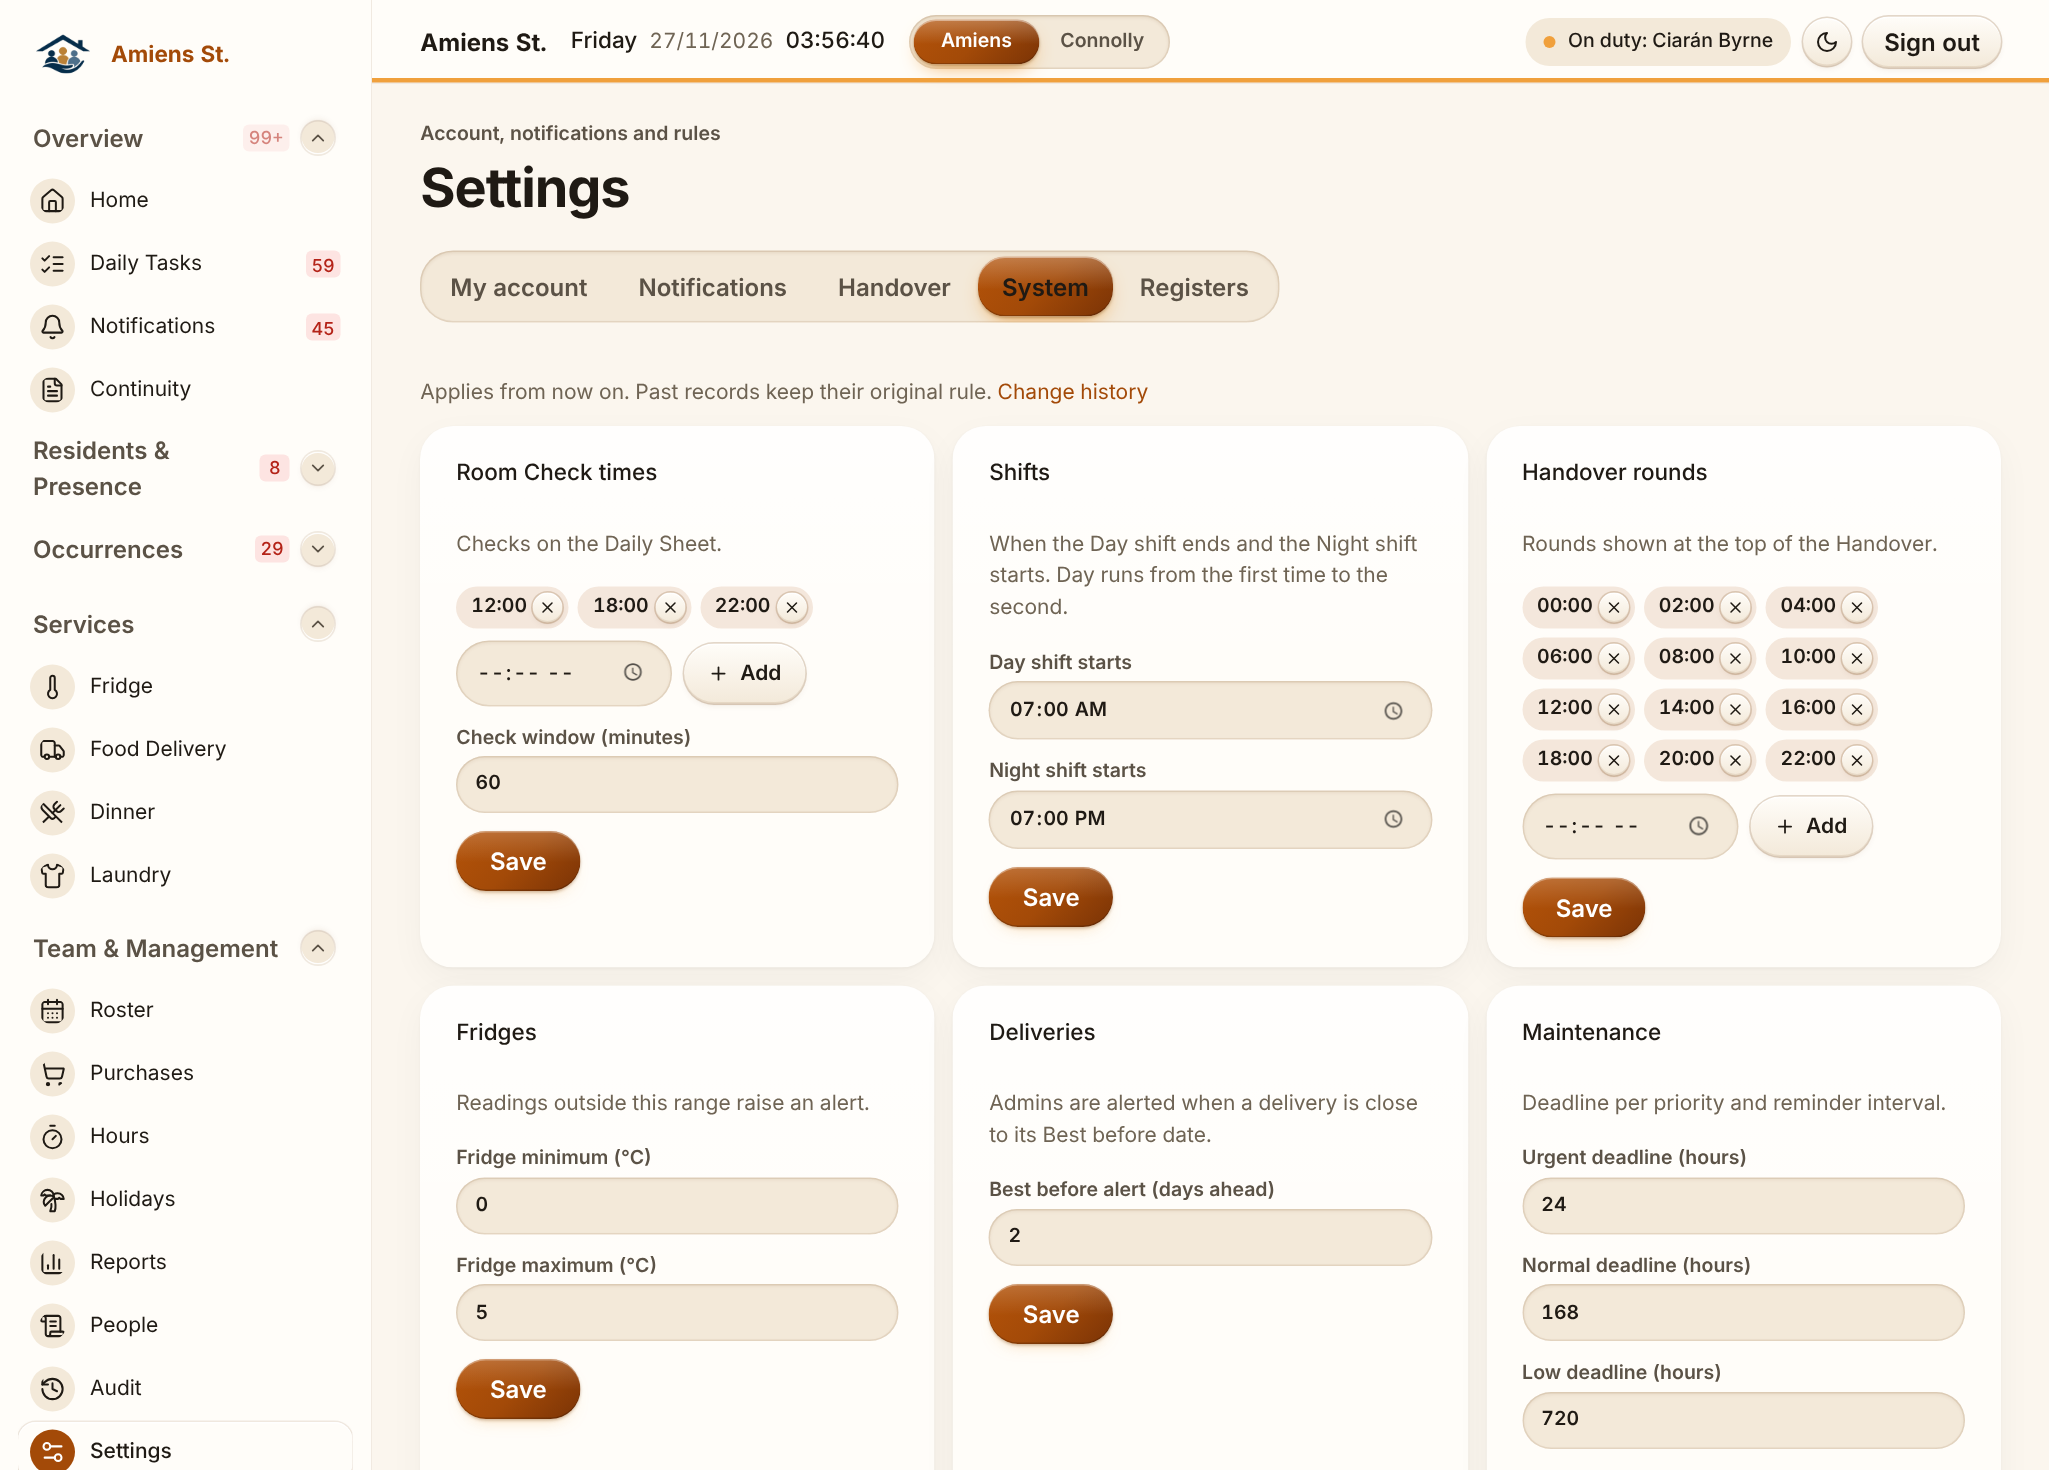 Amiens St.
Overview
99+
Home
Daily Tasks
59
Notifications
45
Continuity
Residents &
Presence
8
Occurrences
29
Services
Fridge
Food Delivery
Dinner
Laundry
Team & Management
Roster
Purchases
Hours
Holidays
Reports
People
Audit
Settings
Amiens St. Friday 27/11/2026 03:56:40
Amiens Connolly
On duty: Ciarán Byrne
Sign out
Account, notifications and rules
Settings
My account Notifications Handover System Registers
Applies from now on. Past records keep their original rule. Change history
Room Check times
Checks on the Daily Sheet.
12:00 18:00 22:00
--:-- --
Add
Check window (minutes)
60
Save
Shifts
When the Day shift ends and the Night shift
starts. Day runs from the first time to the
second.
Day shift starts
07:00 AM
Night shift starts
07:00 PM
Save
Handover rounds
Rounds shown at the top of the Handover.
00:00 02:00 04:00
06:00 08:00 10:00
12:00 14:00 16:00
18:00 20:00 22:00
--:-- --
Add
Save
Fridges
Readings outside this range raise an alert.
Fridge minimum (°C)
0
Fridge maximum (°C)
5
Save
Deliveries
Admins are alerted when a delivery is close
to its Best before date.
Best before alert (days ahead)
2
Save
Maintenance
Deadline per priority and reminder interval.
Urgent deadline (hours)
24
Normal deadline (hours)
168
Low deadline (hours)
720